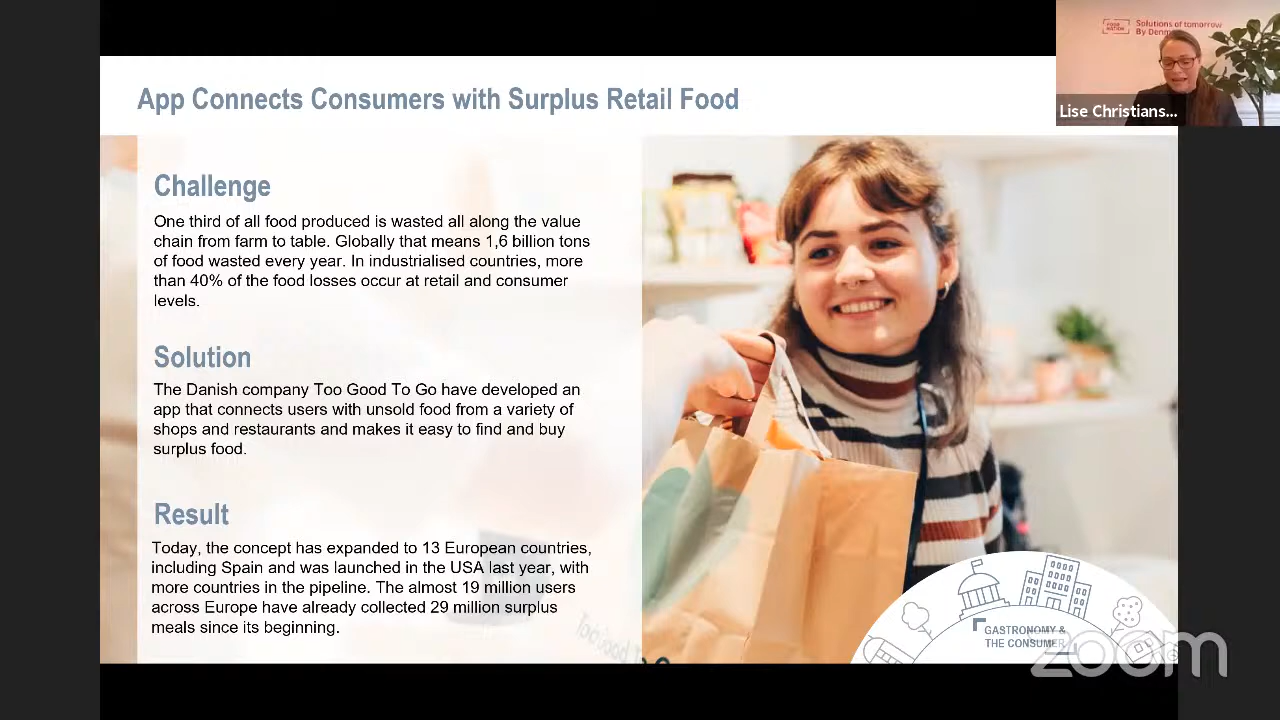 FOOD
NATION
Solutions of tomorrow
By Denm
Lise Christians...
App Connects Consumers with Surplus Retail Food
Challenge
One third of all food produced is wasted all along the value
chain from farm to table. Globally that means 1,6 billion tons
of food wasted every year. In industrialised countries, more
than 40% of the food losses occur at retail and consumer
levels.
Solution
The Danish company Too Good To Go have developed an
app that connects users with unsold food from a variety of
shops and restaurants and makes it easy to find and buy
surplus food.
Result
Today, the concept has expanded to 13 European countries,
including Spain and was launched in the USA last year, with
more countries in the pipeline. The almost 19 million users
across Europe have already collected 29 million surplus
meals since its beginning.
GASTRONOMY &
THE CONSUMER
zoom